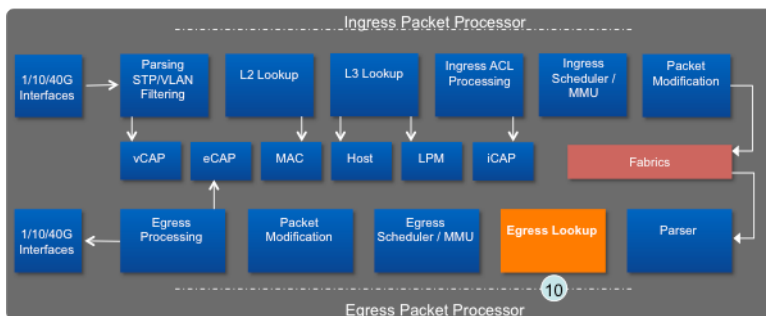 Ingress Packet Processor
1/10/40G
Interfaces
Parsing
STP/VLAN
Filtering
L2 Lookup
L3 Lookup
Ingress ACL
Processing
Ingress
Scheduler /
MMU
Packet
Modification
vCAP
eCAP
MAC
Host
LPM
iCAP
Fabrics
1/10/40G
Interfaces
Egress
Processing
Packet
Modification
Egress
Scheduler / MMU
Egress Lookup
Parser
10
Egress Packet Processor